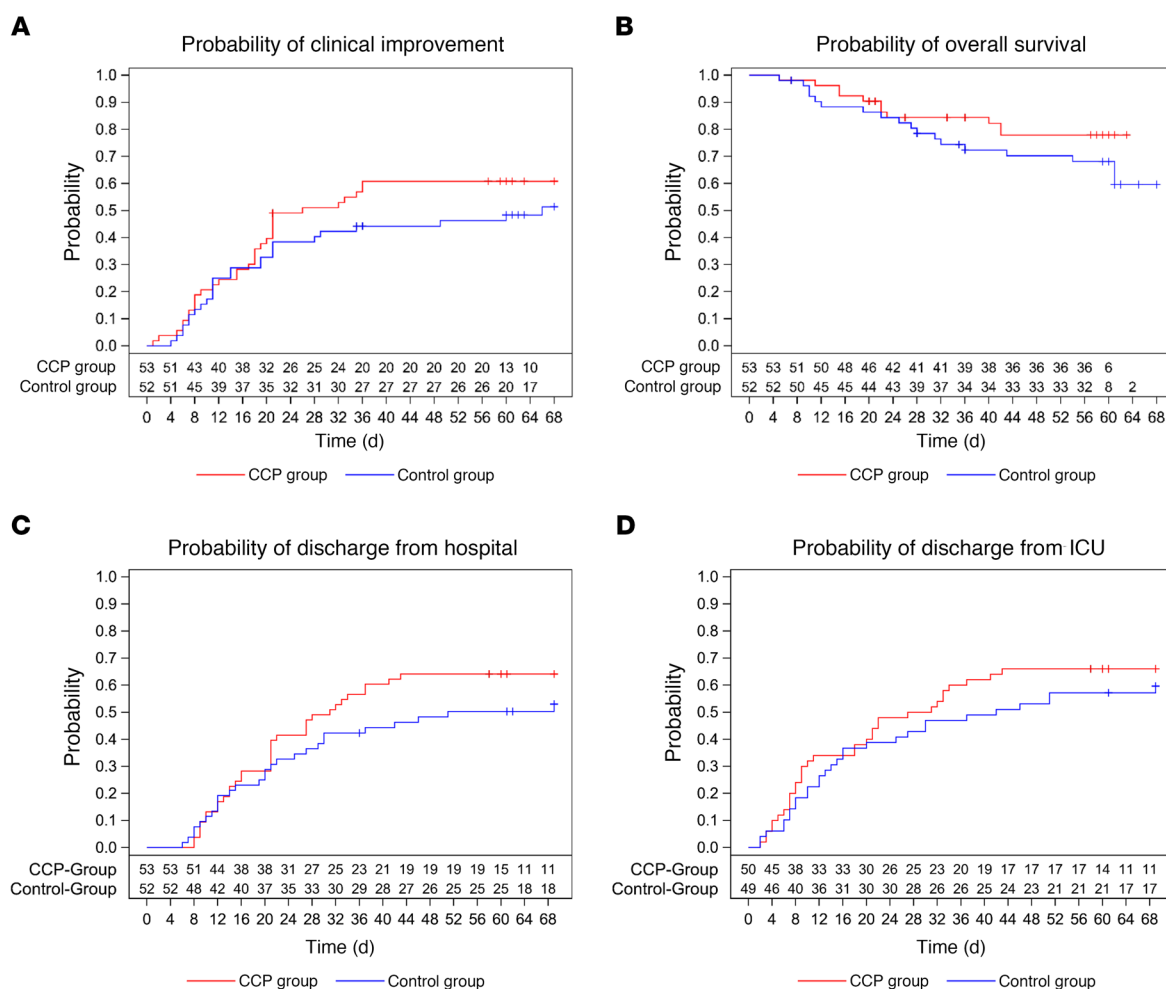 A
Probability of clinical improvement
1.0
0.9
0.8
0.7
0.6
0.5
0.4
0.3
0.2
0.1
0.0
Probability
CCP group 53 51 43 40 38 32 26 25 24 20 20 20 20 20 20 13 10
Control group 52 51 45 39 37 35 32 31 30 27 27 27 27 26 26 20 17
0 4 8 12 16 20 24 28 32 36 40 44 48 52 56 60 64 68
Time (d)
CCP group Control group
B
Probability of overall survival
1.0
0.9
0.8
0.7
0.6
0.5
0.4
0.3
0.2
0.1
0.0
Probability
CCP group 53 53 51 50 48 46 42 41 41 39 38 36 36 36 36 6
Control group 52 52 50 45 45 44 43 39 37 34 34 33 33 33 32 8 2
0 4 8 12 16 20 24 28 32 36 40 44 48 52 56 60 64 68
Time (d)
CCP group Control group
C
Probability of discharge from hospital
1.0
0.9
0.8
0.7
0.6
0.5
0.4
0.3
0.2
0.1
0.0
Probability
CCP-Group 53 53 51 44 38 38 31 27 25 23 21 19 19 19 19 15 11 11
Control-Group 52 52 48 42 40 37 35 33 30 29 28 27 26 25 25 25 18 18
0 4 8 12 16 20 24 28 32 36 40 44 48 52 56 60 64 68
Time (d)
CCP group Control group
D
Probability of discharge from ICU
1.0
0.9
0.8
0.7
0.6
0.5
0.4
0.3
0.2
0.1
0.0
Probability
CCP-Group 50 45 38 33 33 30 26 25 23 20 19 17 17 17 17 14 11 11
Control-Group 49 46 40 36 31 30 30 28 26 26 25 24 23 21 21 21 17 17
0 4 8 12 16 20 24 28 32 36 40 44 48 52 56 60 64 68
Time (d)
CCP group Control group